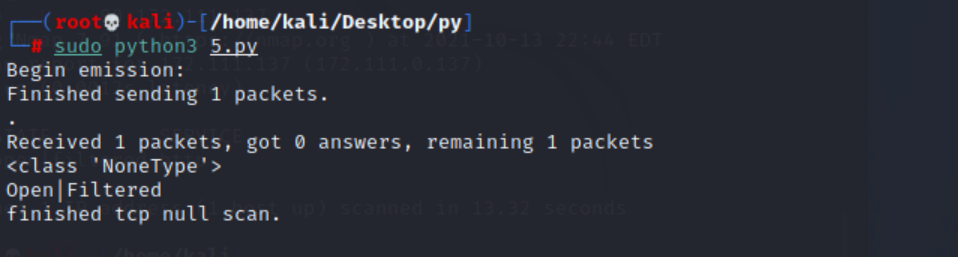 ┌──(root💀kali)-[/home/kali/Desktop/py]
└─# sudo python3 5.py
Begin emission:
Finished sending 1 packets.
.
Received 1 packets, got 0 answers, remaining 1 packets
<class 'NoneType'>
Open|Filtered
finished tcp null scan.